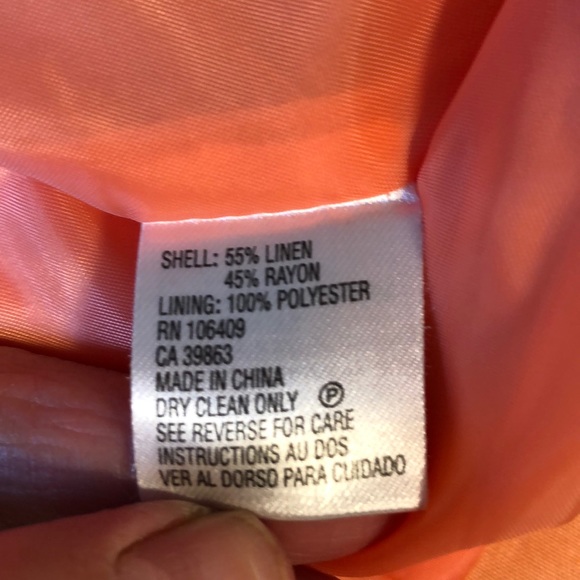 SHELL: 55% LINEN
45% RAYON
LINING: 100% POLYESTER
RN 106409
CA 39863
MADE IN CHINA
DRY CLEAN ONLY Ⓟ
SEE REVERSE FOR CARE
INSTRUCTIONS AU DOS
VER AL DORSO PARA CUIDADO